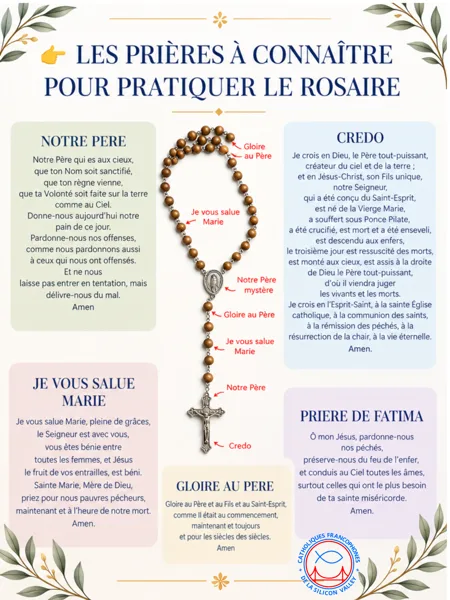 LES PRIÈRES À CONNAÎTRE
POUR PRATIQUER LE ROSAIRE
NOTRE PERE
Notre Père qui es aux cieux,
que ton Nom soit sanctifié,
que ton règne vienne,
que ta Volonté soit faite sur la terre
comme au Ciel.
Donne-nous aujourd'hui notre
pain de ce jour.
Pardonne-nous nos offenses,
comme nous pardonnons aussi
à ceux qui nous ont offensés.
Et ne nous
laisse pas entrer en tentation, mais
délivre-nous du mal.
Amen
Gloire
au Père
Je vous salue
Marie
Notre Père
mystère
Gloire au Père
Je vous salue
Marie
Notre Père
Credo
CREDO
Je crois en Dieu, le Père tout-puissant,
créateur du ciel et de la terre ;
et en Jésus-Christ, son Fils unique,
notre Seigneur,
qui a été conçu du Saint-Esprit,
est né de la Vierge Marie,
a souffert sous Ponce Pilate,
a été crucifié, est mort et a été enseveli,
est descendu aux enfers,
le troisième jour est ressuscité des morts,
est monté aux cieux, est assis à la droite
de Dieu le Père tout-puissant,
d'où il viendra juger
les vivants et les morts.
Je crois en l'Esprit-Saint, à la sainte Église
catholique, à la communion des saints,
à la rémission des péchés, à la
résurrection de la chair, à la vie éternelle.
Amen.
JE VOUS SALUE
MARIE
Je vous salue Marie, pleine de grâces,
le Seigneur est avec vous,
vous êtes bénie entre
toutes les femmes, et Jésus
le fruit de vos entrailles, est béni.
Sainte Marie, Mère de Dieu,
priez pour nous pauvres pécheurs,
maintenant et à l'heure de notre mort.
Amen.
GLOIRE AU PERE
Gloire au Père et au Fils et au Saint-Esprit,
comme il était au commencement,
maintenant et toujours
et pour les siècles des siècles.
Amen
PRIERE DE FATIMA
Ô mon Jésus, pardonne-nous
nos péchés,
préserve-nous du feu de l'enfer,
et conduis au Ciel toutes les âmes,
surtout celles qui ont le plus besoin
de ta sainte miséricorde.
Amen.
CATHOLIQUES FRANCOPHONES
DE LA SILICON VALLEY